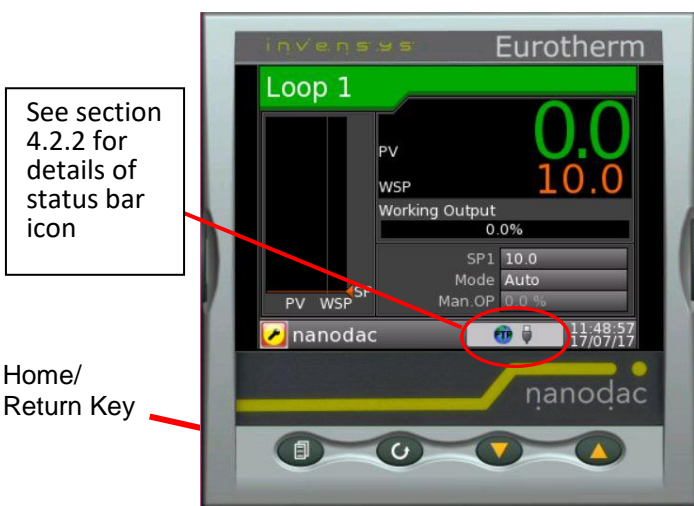 invensys
Eurotherm
Loop 1
See section
4.2.2 for
details of
status bar
icon
0.0
PV
WSP
10.0
Working Output
0.0%
SP1 10.0
Mode Auto
Man.OP 0.0 %
SP
PV WSP
nanodac
FTP
11:48:57
17/07/17
Home/
Return Key
nanodac